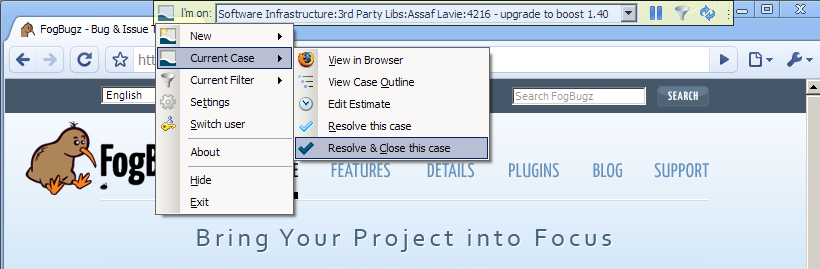 I'm on: Software Infrastructure:3rd Party Libs:Assaf Lavie:4216 - upgrade to boost 1.40
FogBugz - Bug & Issue T
New
Current Case
Current Filter
Settings
Switch user
About
Hide
Exit
View in Browser
View Case Outline
Edit Estimate
Resolve this case
Resolve & Close this case
English
Search FogBugz
SEARCH
FEATURES DETAILS PLUGINS BLOG SUPPORT
Bring Your Project into Focus